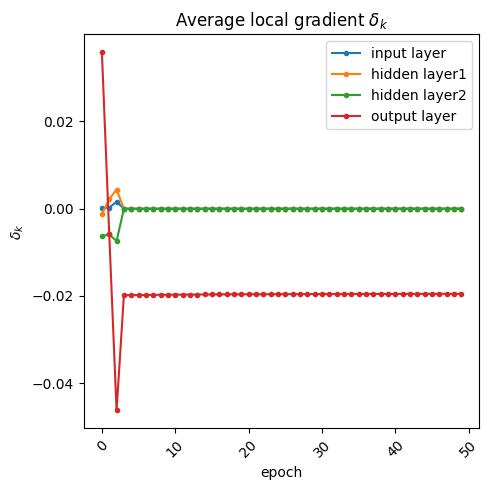 Average local gradient δₖ
input layer
hidden layer1
hidden layer2
output layer
δₖ
0.02
0.00
−0.02
−0.04
0
10
20
30
40
50
epoch